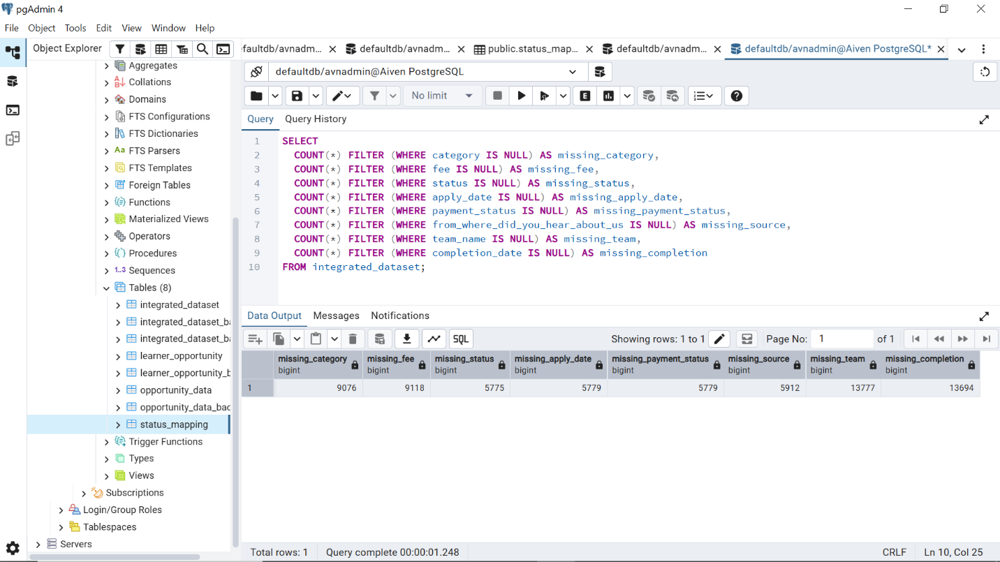 pgAdmin 4
File Object Tools Edit View Window Help
Object Explorer
faultdb/avnadm...
defaultdb/avnadm...
public.status_map...
defaultdb/avnadm...
defaultdb/avnadmin@Aiven PostgreSQL*
defaultdb/avnadmin@Aiven PostgreSQL
No limit
E
Query Query History
1 SELECT
2 COUNT(*) FILTER (WHERE category IS NULL) AS missing_category,
3 COUNT(*) FILTER (WHERE fee IS NULL) AS missing_fee,
4 COUNT(*) FILTER (WHERE status IS NULL) AS missing_status,
5 COUNT(*) FILTER (WHERE apply_date IS NULL) AS missing_apply_date,
6 COUNT(*) FILTER (WHERE payment_status IS NULL) AS missing_payment_status,
7 COUNT(*) FILTER (WHERE from_where_did_you_hear_about_us IS NULL) AS missing_source,
8 COUNT(*) FILTER (WHERE team_name IS NULL) AS missing_team,
9 COUNT(*) FILTER (WHERE completion_date IS NULL) AS missing_completion
10 FROM integrated_dataset;
Aggregates
Collations
Domains
FTS Configurations
FTS Dictionaries
Aa FTS Parsers
FTS Templates
Foreign Tables
Functions
Materialized Views
Operators
Procedures
1..3 Sequences
Tables (8)
integrated_dataset
integrated_dataset_ba
integrated_dataset_ba
learner_opportunity
learner_opportunity_b
opportunity_data
opportunity_data_bac
status_mapping
Trigger Functions
Types
Views
Subscriptions
Login/Group Roles
Tablespaces
Servers
Data Output Messages Notifications
SQL
Showing rows: 1 to 1
Page No: 1 of 1
missing_category missing_fee missing_status missing_apply_date missing_payment_status missing_source missing_team missing_completion
bigint bigint bigint bigint bigint bigint bigint bigint
1 9076 9118 5775 5779 5779 5912 13777 13694
Total rows: 1 Query complete 00:00:01.248 CRLF Ln 10, Col 25